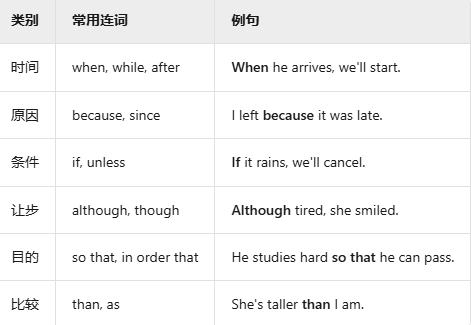 类别 常用连词 例句
时间 when, while, after When he arrives, we'll start.
原因 because, since I left because it was late.
条件 if, unless If it rains, we'll cancel.
让步 although, though Although tired, she smiled.
目的 so that, in order that He studies hard so that he can pass.
比较 than, as She's taller than I am.